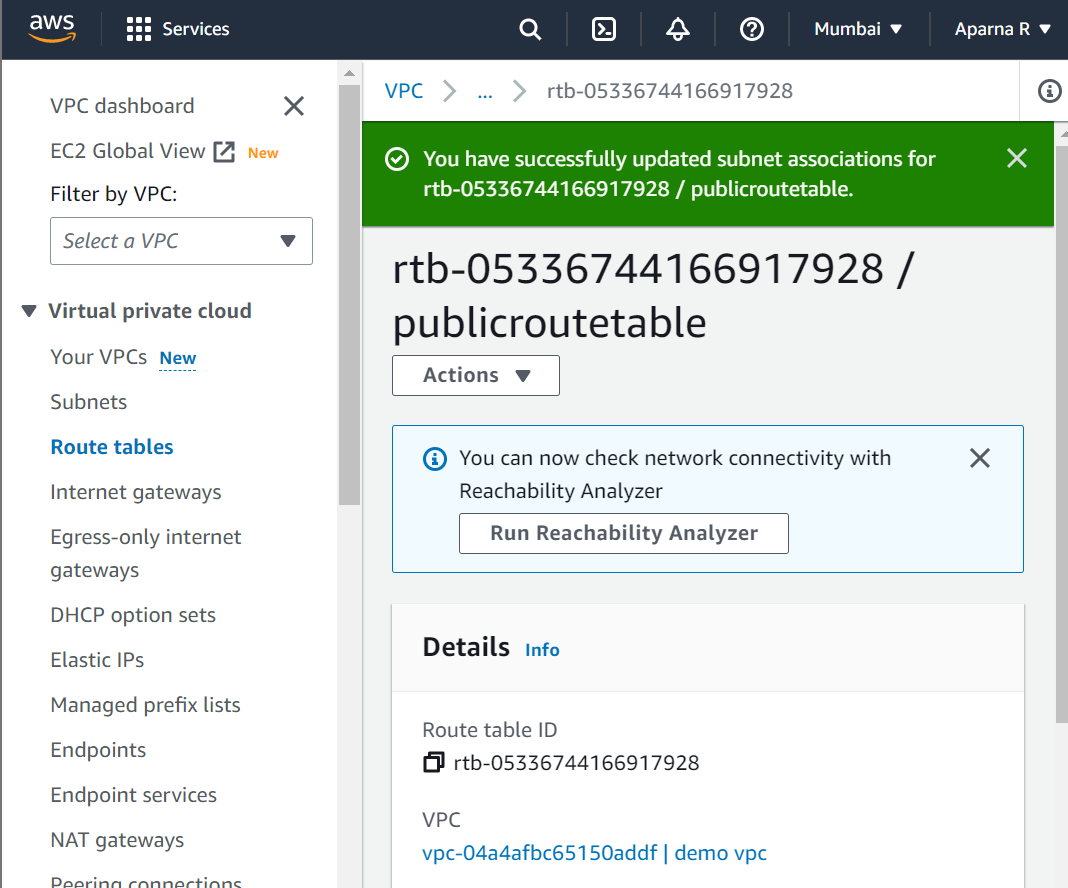 aws
Services
Mumbai
Aparna R
VPC dashboard
EC2 Global View New
Filter by VPC:
Select a VPC
Virtual private cloud
Your VPCs New
Subnets
Route tables
Internet gateways
Egress-only internet
gateways
DHCP option sets
Elastic IPs
Managed prefix lists
Endpoints
Endpoint services
NAT gateways
Peering connections
VPC ... rtb-05336744166917928
You have successfully updated subnet associations for
rtb-05336744166917928 / publicroutetable.
rtb-05336744166917928 /
publicroutetable
Actions
You can now check network connectivity with
Reachability Analyzer
Run Reachability Analyzer
Details Info
Route table ID
rtb-05336744166917928
VPC
vpc-04a4afbc65150addf | demo vpc